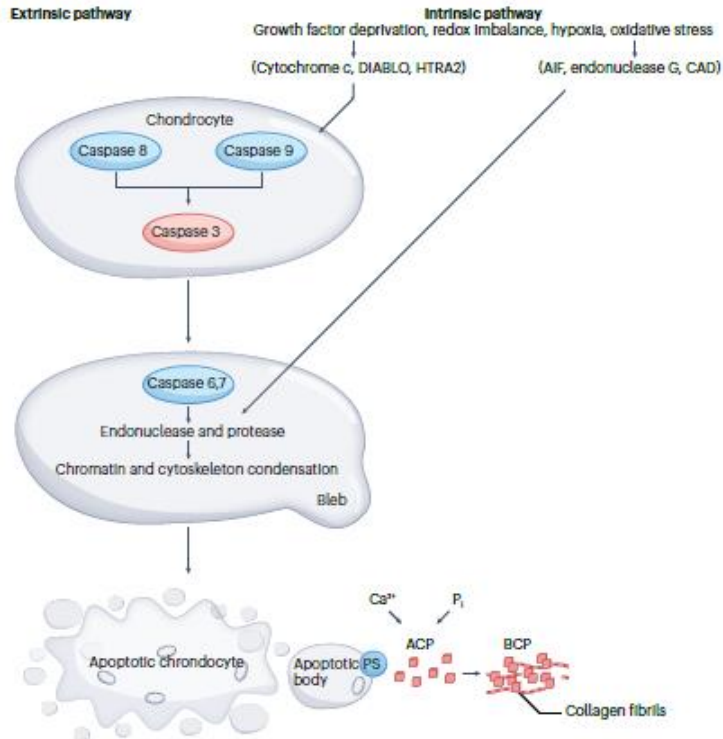 Extrinsic pathway
Intrinsic pathway
Growth factor deprivation, redox imbalance, hypoxia, oxidative stress
(Cytochrome c, DIABLO, HTRA2)
(AIF, endonuclease G, CAD)
Chondrocyte
Caspase 8
Caspase 9
Caspase 3
Caspase 6,7
Endonuclease and protease
Chromatin and cytoskeleton condensation
Bleb
Ca²⁺
Pᵢ
ACP
BCP
Apoptotic chrondocyte
Apoptotic
body
PS
Collagen fibrils